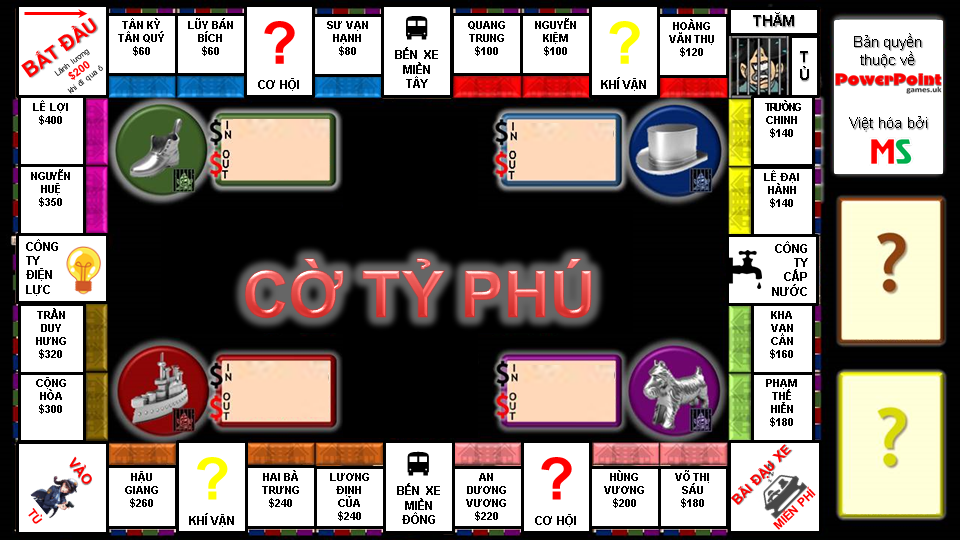 BẮT ĐẦU
Lãnh lương
$200
khi đi qua ô
TÂN KỲ
TÂN QUÝ
$60
LŨY BÁN
BÍCH
$60
?
CƠ HỘI
SƯ VẠN
HẠNH
$80
BẾN XE
MIỀN
TÂY
QUANG
TRUNG
$100
NGUYỄN
KIỆM
$100
?
KHÍ VẬN
HOÀNG
VĂN THỤ
$120
THĂM
TÙ
TRƯỜNG
CHINH
$140
LÊ ĐẠI
HÀNH
$140
CÔNG
TY
CẤP
NƯỚC
KHA
VẠN
CÂN
$160
PHẠM
THẾ
HIỂN
$180
BÃI ĐẬU XE
MIỄN PHÍ
VÕ THỊ
SÁU
$180
HÙNG
VƯƠNG
$200
?
CƠ HỘI
AN
DƯƠNG
VƯƠNG
$220
BẾN XE
MIỀN
ĐÔNG
LƯƠNG
ĐỊNH
CỦA
$240
HAI BÀ
TRƯNG
$240
?
KHÍ VẬN
HẬU
GIANG
$260
VÀO
TÙ
CỘNG
HÒA
$300
TRẦN
DUY
HƯNG
$320
CÔNG
TY
ĐIỆN
LỰC
NGUYỄN
HUỆ
$350
LÊ LỢI
$400
$ IN
$ OUT
$ IN
$ OUT
CỜ TỶ PHÚ
$ IN
$ OUT
$ IN
$ OUT
Bản quyền
thuộc về
PowerPoint
games.uk
Việt hóa bởi
MS
?
?